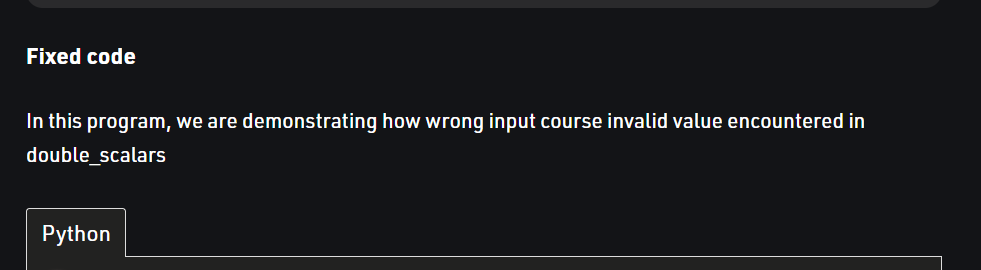 Fixed code
In this program, we are demonstrating how wrong input course invalid value encountered in
double_scalars
Python